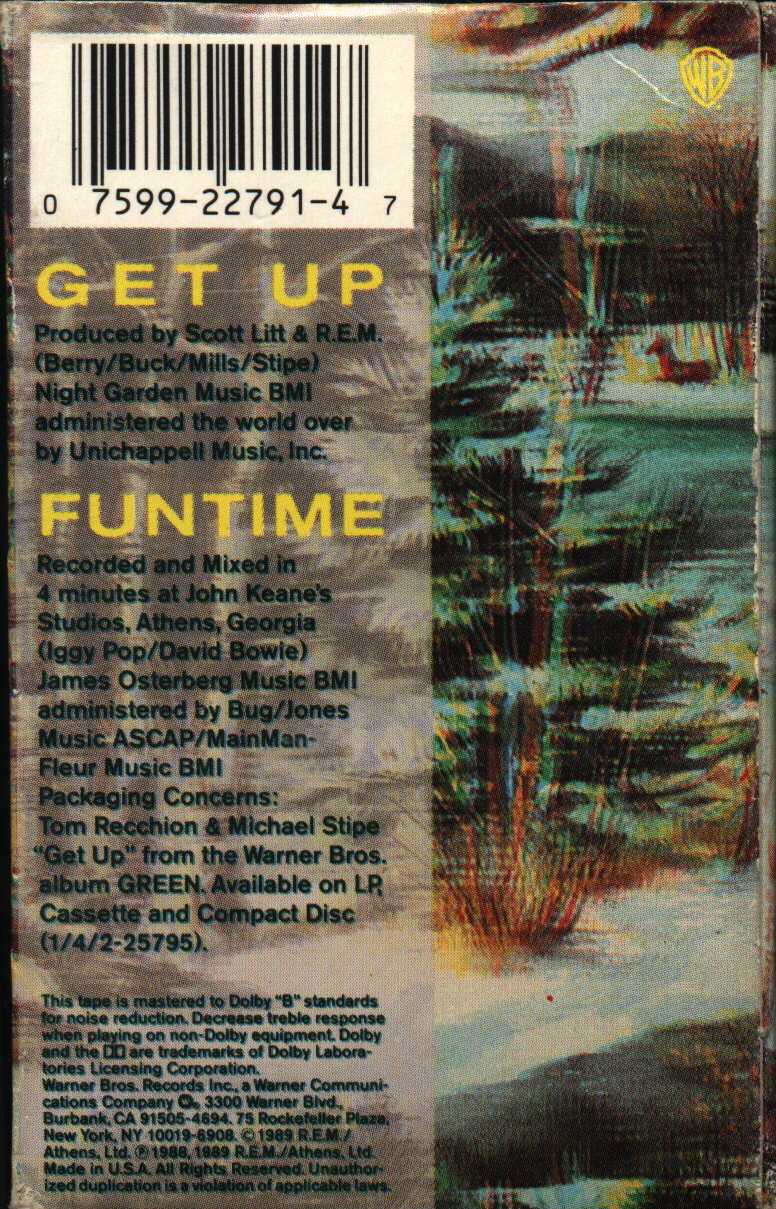 WB
0 7599-22791-4 7
GET UP
Produced by Scott Litt & R.E.M.
(Berry/Buck/Mills/Stipe)
Night Garden Music BMI
administered the world over
by Unichappell Music, Inc.
FUNTIME
Recorded and Mixed in
4 minutes at John Keane's
Studios, Athens, Georgia
(Iggy Pop/David Bowie)
James Osterberg Music BMI
administered by Bug/Jones
Music ASCAP/MainMan-
Fleur Music BMI
Packaging Concerns:
Tom Recchion & Michael Stipe
"Get Up" from the Warner Bros.
album GREEN. Available on LP,
Cassette and Compact Disc
(1/4/2-25795).
This tape is mastered to Dolby "B" standards
for noise reduction. Decrease treble response
when playing on non-Dolby equipment. Dolby
and the are trademarks of Dolby Labora-
tories Licensing Corporation.
Warner Bros. Records Inc., a Warner Communi-
cations Company, 3300 Warner Blvd.,
Burbank, CA 91505-4694. 75 Rockefeller Plaza,
New York, NY 10019-6908. © 1989 R.E.M./
Athens, Ltd. ℗ 1988, 1989 R.E.M./Athens, Ltd.
Made in U.S.A. All Rights Reserved. Unauthor-
ized duplication is a violation of applicable laws.